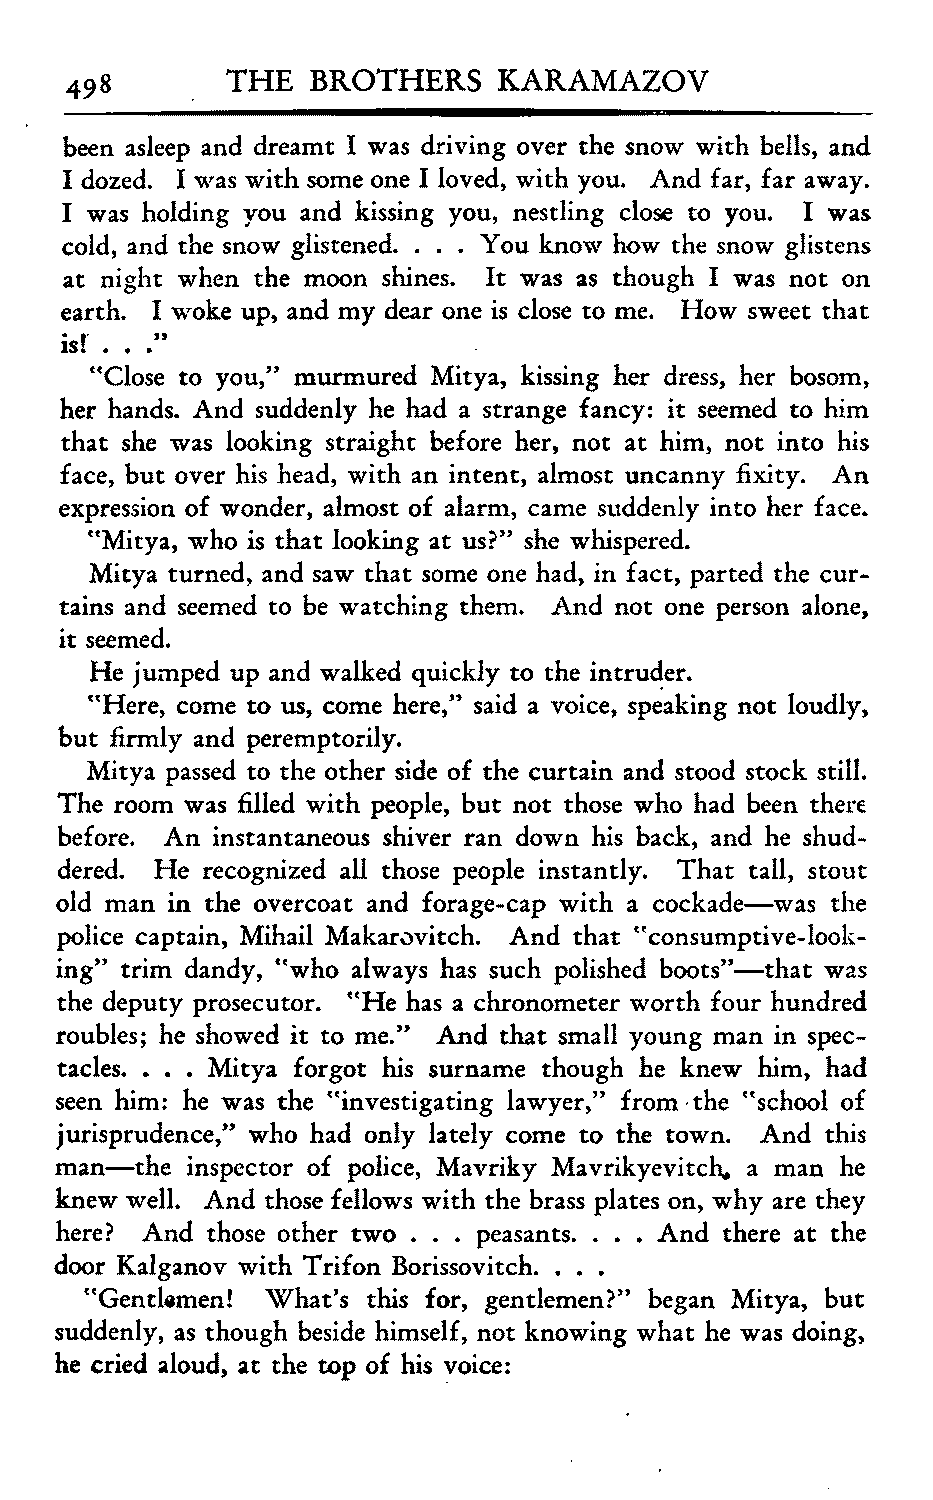 498 THE BROTHERS KARAMAZOV
been asleep and dreamt I was driving over the snow with bells, and
I dozed. I was with some one I loved, with you. And far, far away.
I was holding you and kissing you, nestling close to you. I was
cold, and the snow glistened. . . . You know how the snow glistens
at night when the moon shines. It was as though I was not on
earth. I woke up, and my dear one is close to me. How sweet that
is! . . ."
"Close to you," murmured Mitya, kissing her dress, her bosom,
her hands. And suddenly he had a strange fancy: it seemed to him
that she was looking straight before her, not at him, not into his
face, but over his head, with an intent, almost uncanny fixity. An
expression of wonder, almost of alarm, came suddenly into her face.
"Mitya, who is that looking at us?" she whispered.
Mitya turned, and saw that some one had, in fact, parted the cur-
tains and seemed to be watching them. And not one person alone,
it seemed.
He jumped up and walked quickly to the intruder.
"Here, come to us, come here," said a voice, speaking not loudly,
but firmly and peremptorily.
Mitya passed to the other side of the curtain and stood stock still.
The room was filled with people, but not those who had been there
before. An instantaneous shiver ran down his back, and he shud-
dered. He recognized all those people instantly. That tall, stout
old man in the overcoat and forage-cap with a cockade—was the
police captain, Mihail Makarovitch. And that "consumptive-look-
ing" trim dandy, "who always has such polished boots"—that was
the deputy prosecutor. "He has a chronometer worth four hundred
roubles; he showed it to me." And that small young man in spec-
tacles. . . . Mitya forgot his surname though he knew him, had
seen him: he was the "investigating lawyer," from the "school of
jurisprudence," who had only lately come to the town. And this
man—the inspector of police, Mavriky Mavrikyevitch, a man he
knew well. And those fellows with the brass plates on, why are they
here? And those other two . . . peasants. . . . And there at the
door Kalganov with Trifon Borissovitch. . . .
"Gentlemen! What's this for, gentlemen?" began Mitya, but
suddenly, as though beside himself, not knowing what he was doing,
he cried aloud, at the top of his voice: